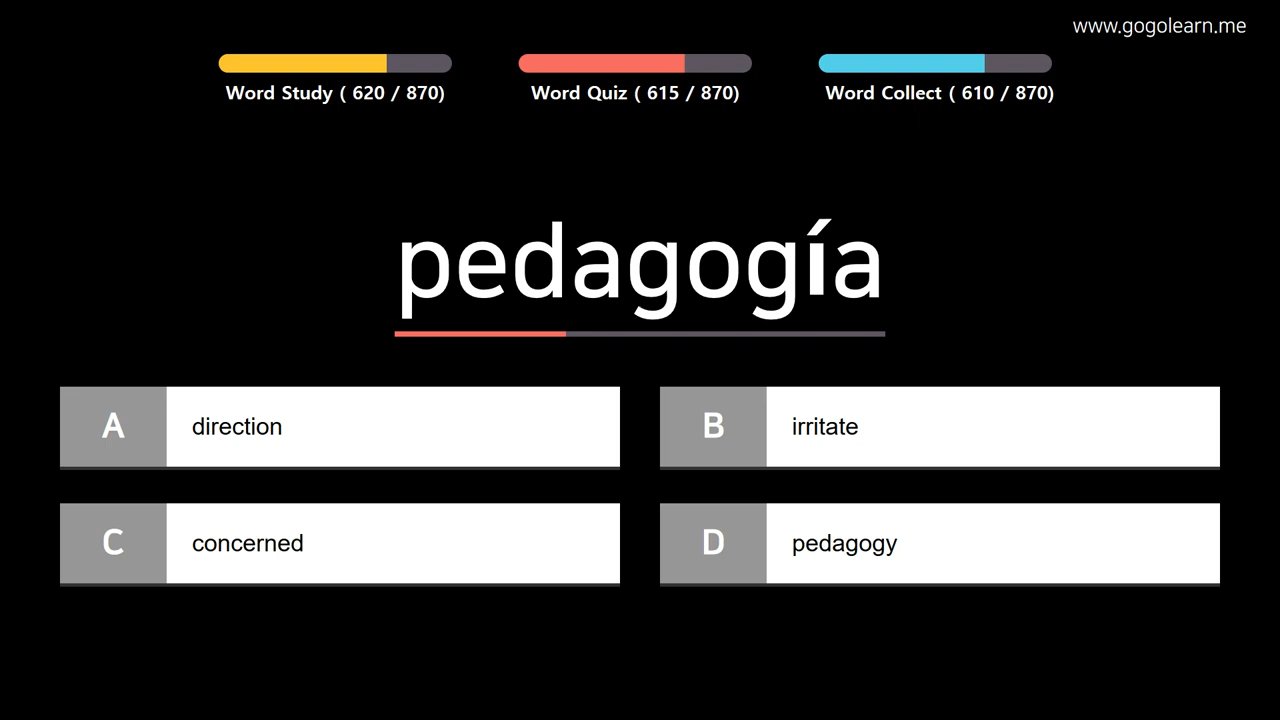 www.gogolearn.me
Word Study ( 620 / 870)
Word Quiz ( 615 / 870)
Word Collect ( 610 / 870)
pedagogía
A direction
B irritate
C concerned
D pedagogy